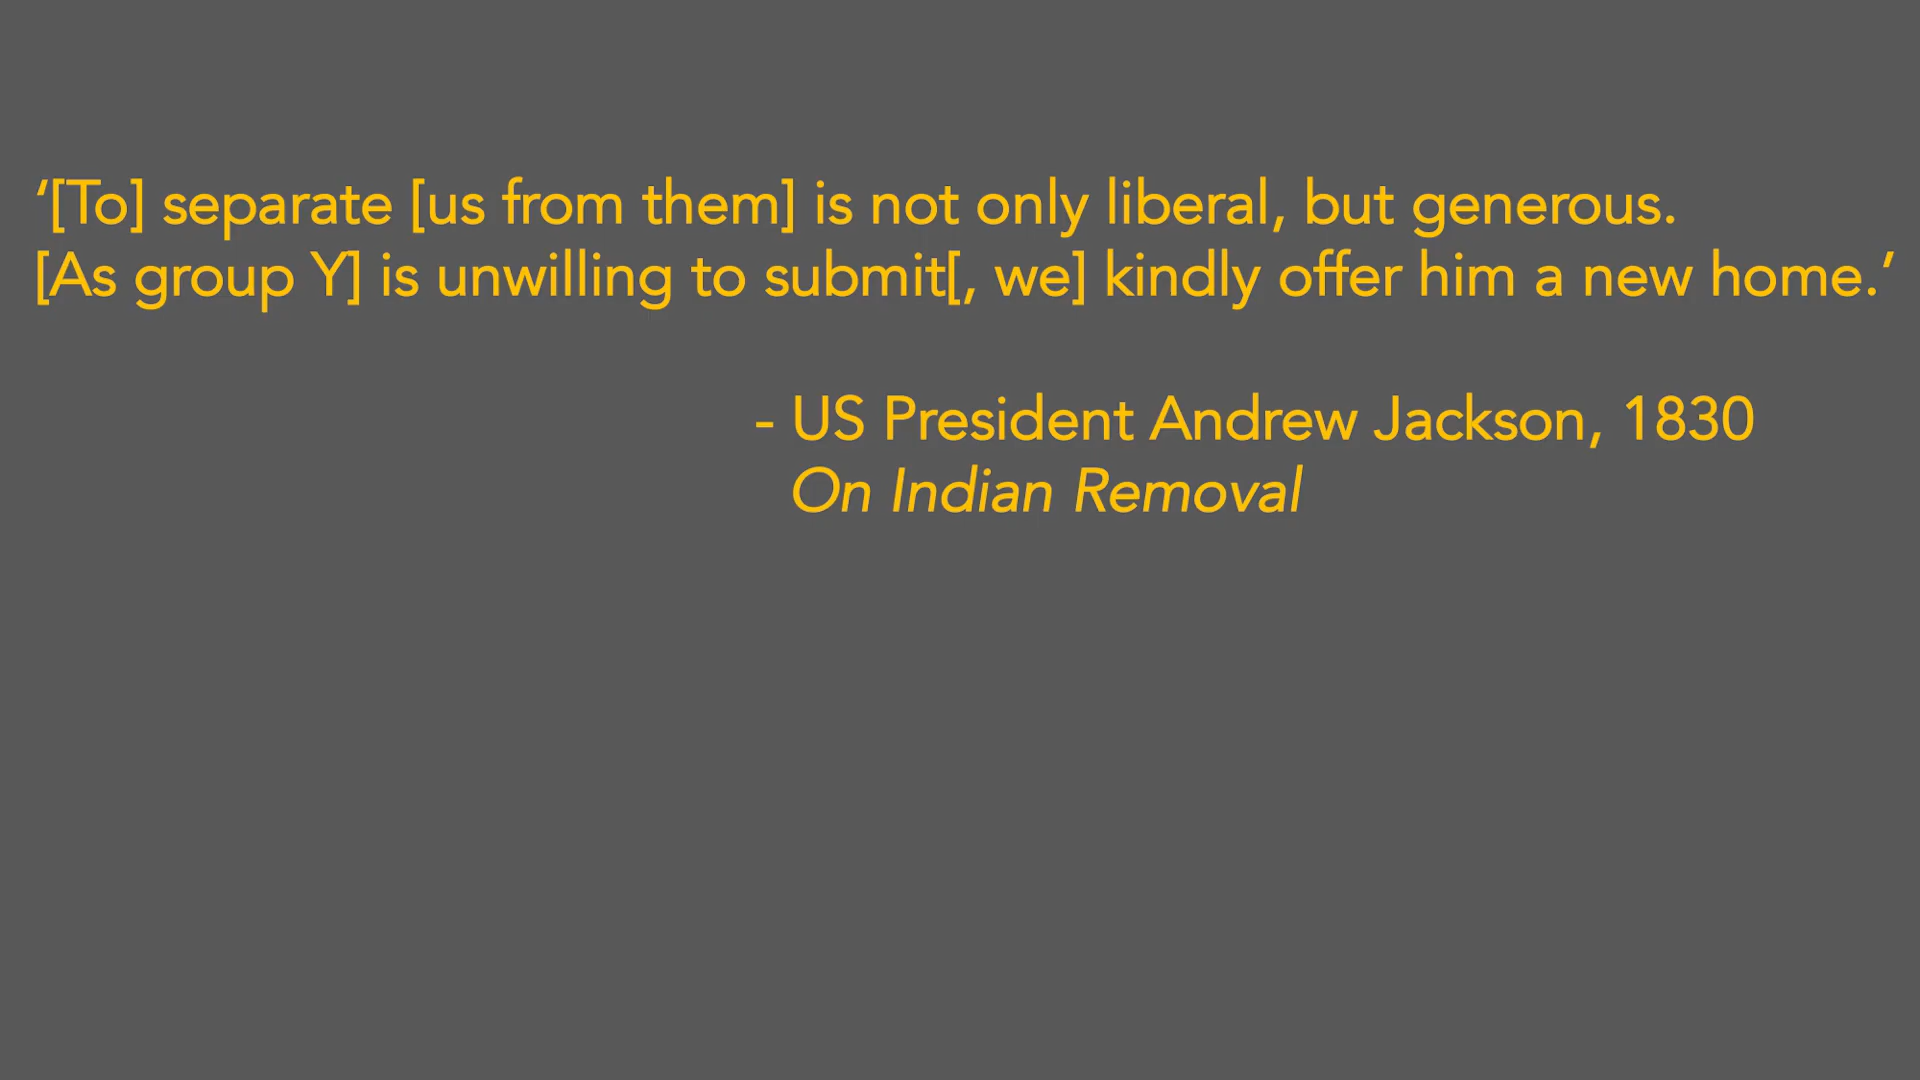 ‘[To] separate [us from them] is not only liberal, but generous.
[As group Y] is unwilling to submit[, we] kindly offer him a new home.’
- US President Andrew Jackson, 1830
On Indian Removal